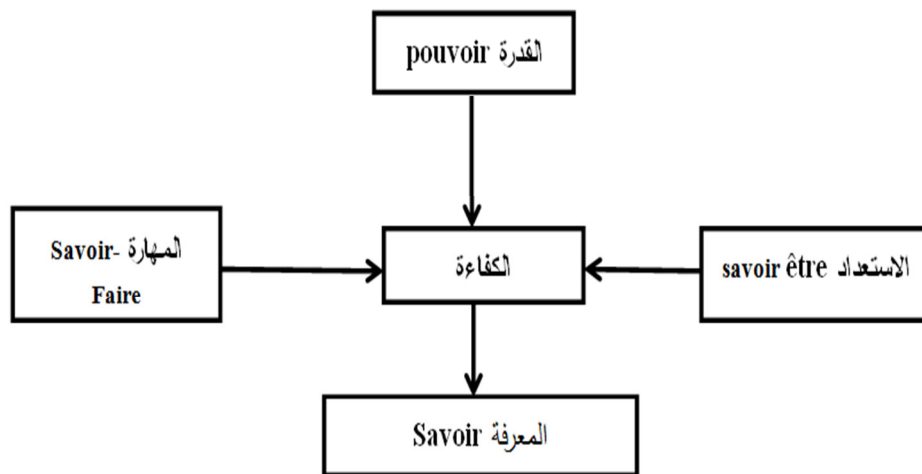 القدرة pouvoir
المهارة Savoir-
Faire
الكفاءة
الاستعداد savoir être
المعرفة Savoir